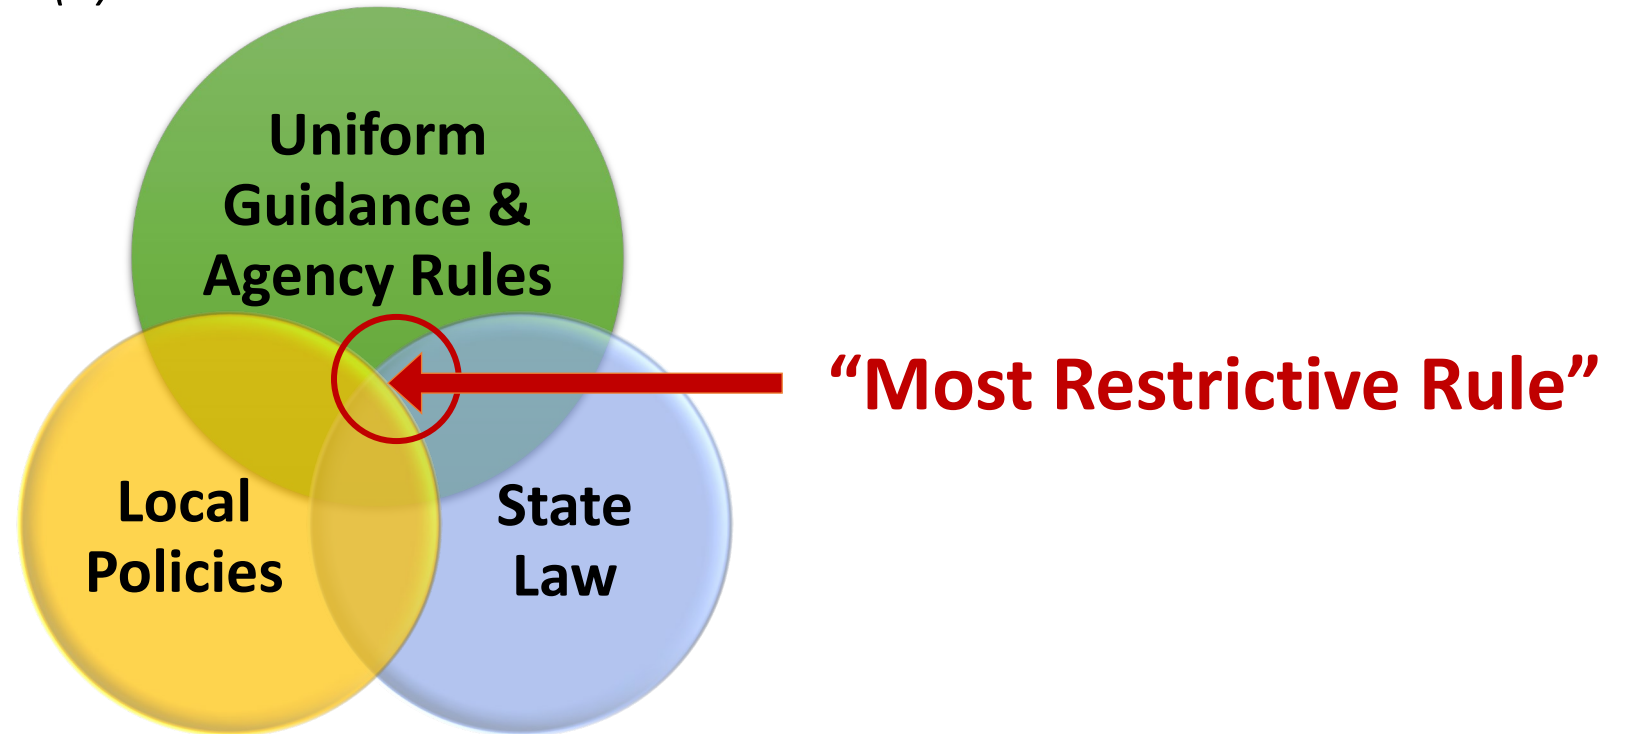 Uniform
Guidance &
Agency Rules
“Most Restrictive Rule”
Local
Policies
State
Law